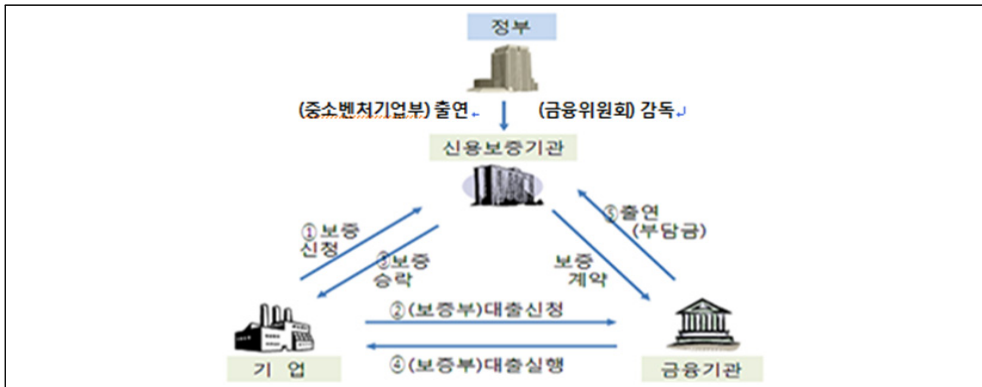 정부
(중소벤처기업부) 출연 (금융위원회) 감독
신용보증기관
①보증
신청
③보증
승락
보증
계약
⑤출연
(부담금)
②(보증부)대출신청
④(보증부)대출실행
기 업
금융기관